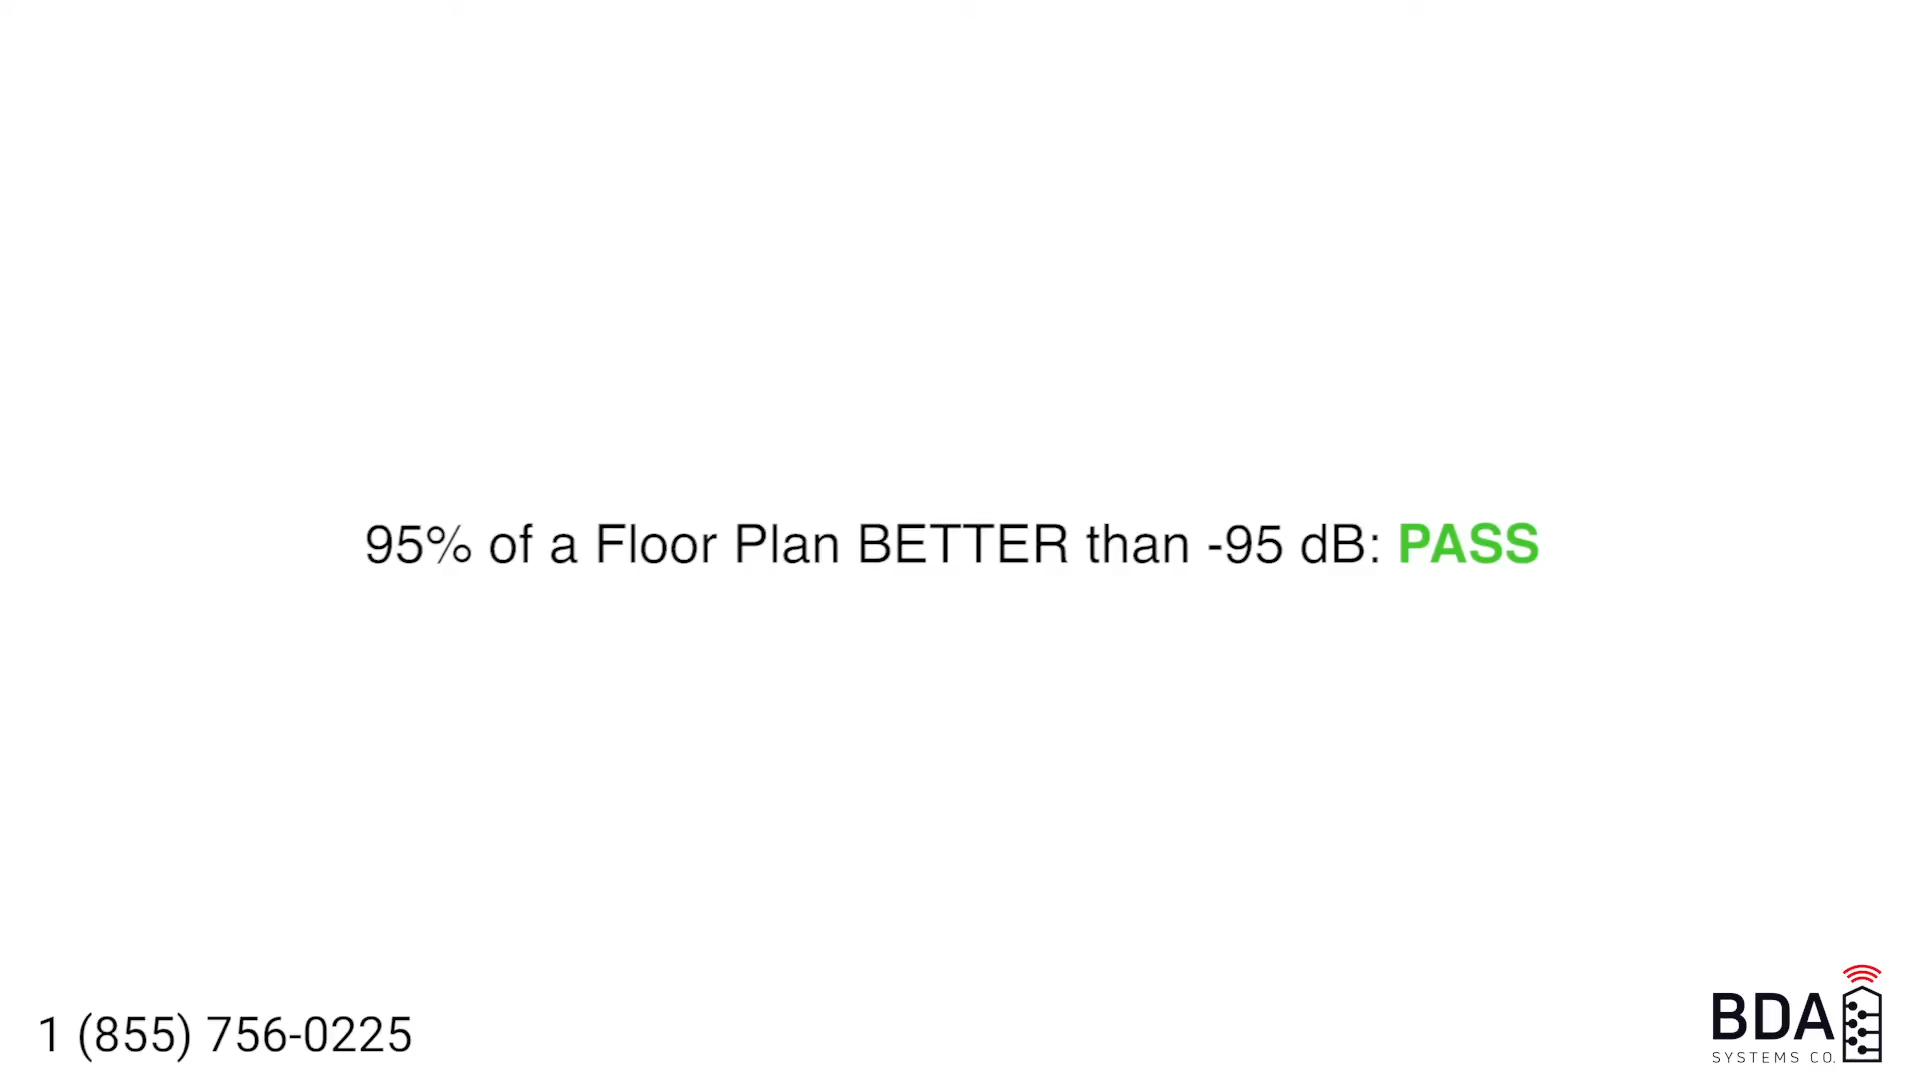 95% of a Floor Plan BETTER than -95 dB: PASS
1 (855) 756-0225
BDA
SYSTEMS CO.